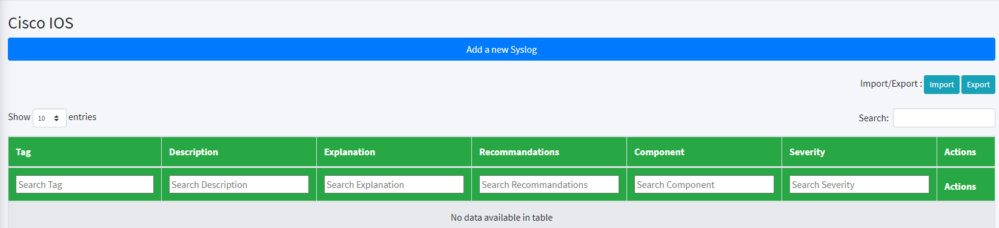 Cisco IOS
Add a new Syslog
Import/Export : Import Export
Show 10 entries Search:
Tag Description Explanation Recommandations Component Severity Actions
Search Tag Search Description Search Explanation Search Recommandations Search Component Search Severity Actions
No data available in table